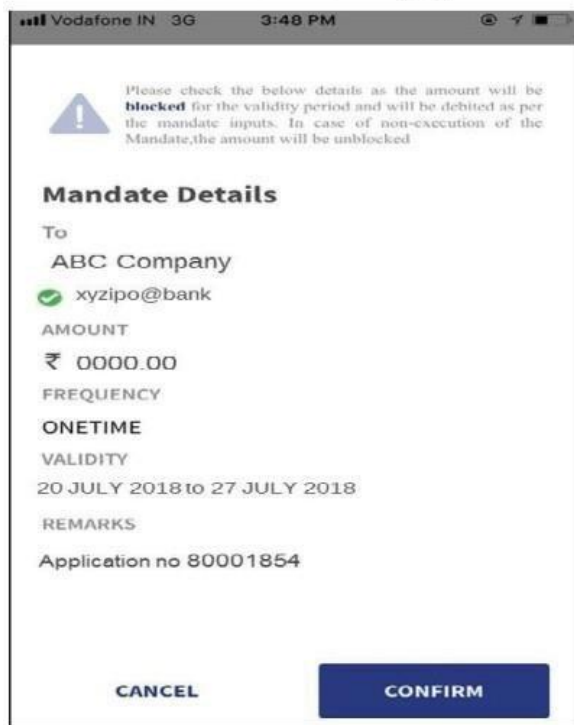 Vodafone IN 3G 3:48 PM
Please check the below details as the amount will be
blocked for the validity period and will be debited as per
the mandate inputs. In case of non-execution of the
Mandate,the amount will be unblocked
Mandate Details
To
ABC Company
xyzipo@bank
AMOUNT
₹ 0000.00
FREQUENCY
ONETIME
VALIDITY
20 JULY 2018 to 27 JULY 2018
REMARKS
Application no 80001854
CANCEL CONFIRM